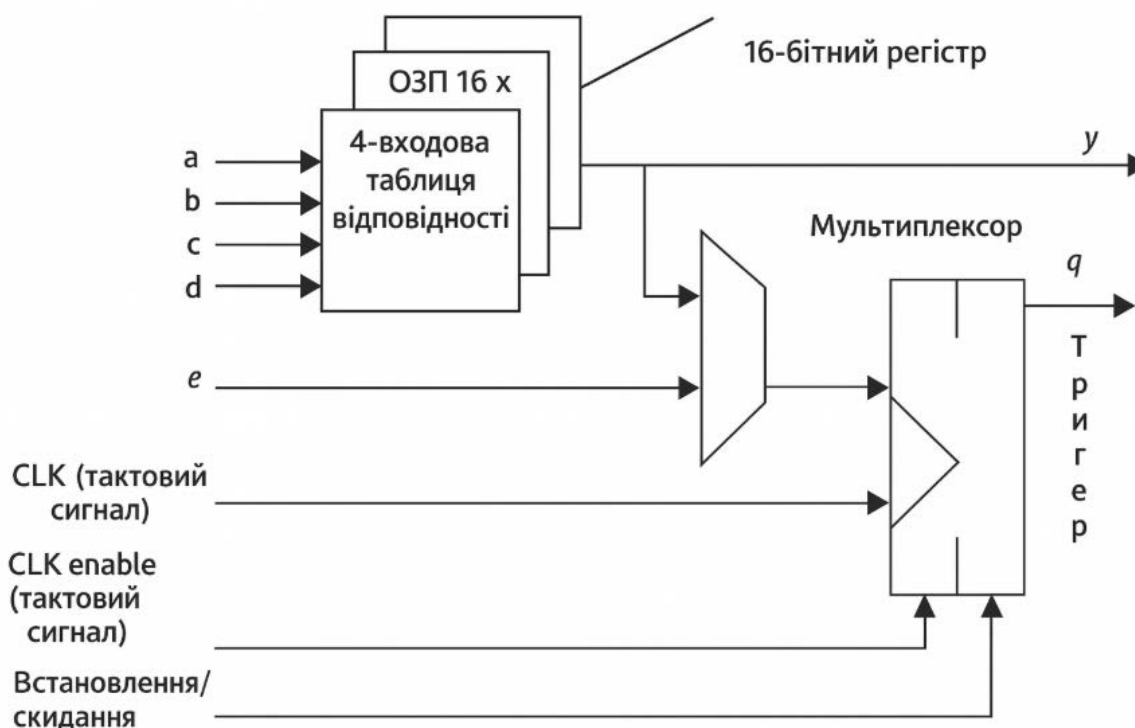 16-бітний регістр
ОЗП 16 x
4-входова
таблиця
відповідності
a
b
c
d
y
Мультиплексор
q
e
Тригер
CLK (тактовий
сигнал)
CLK enable
(тактовий
сигнал)
Встановлення/
скидання